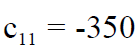 c₁₁ = -350